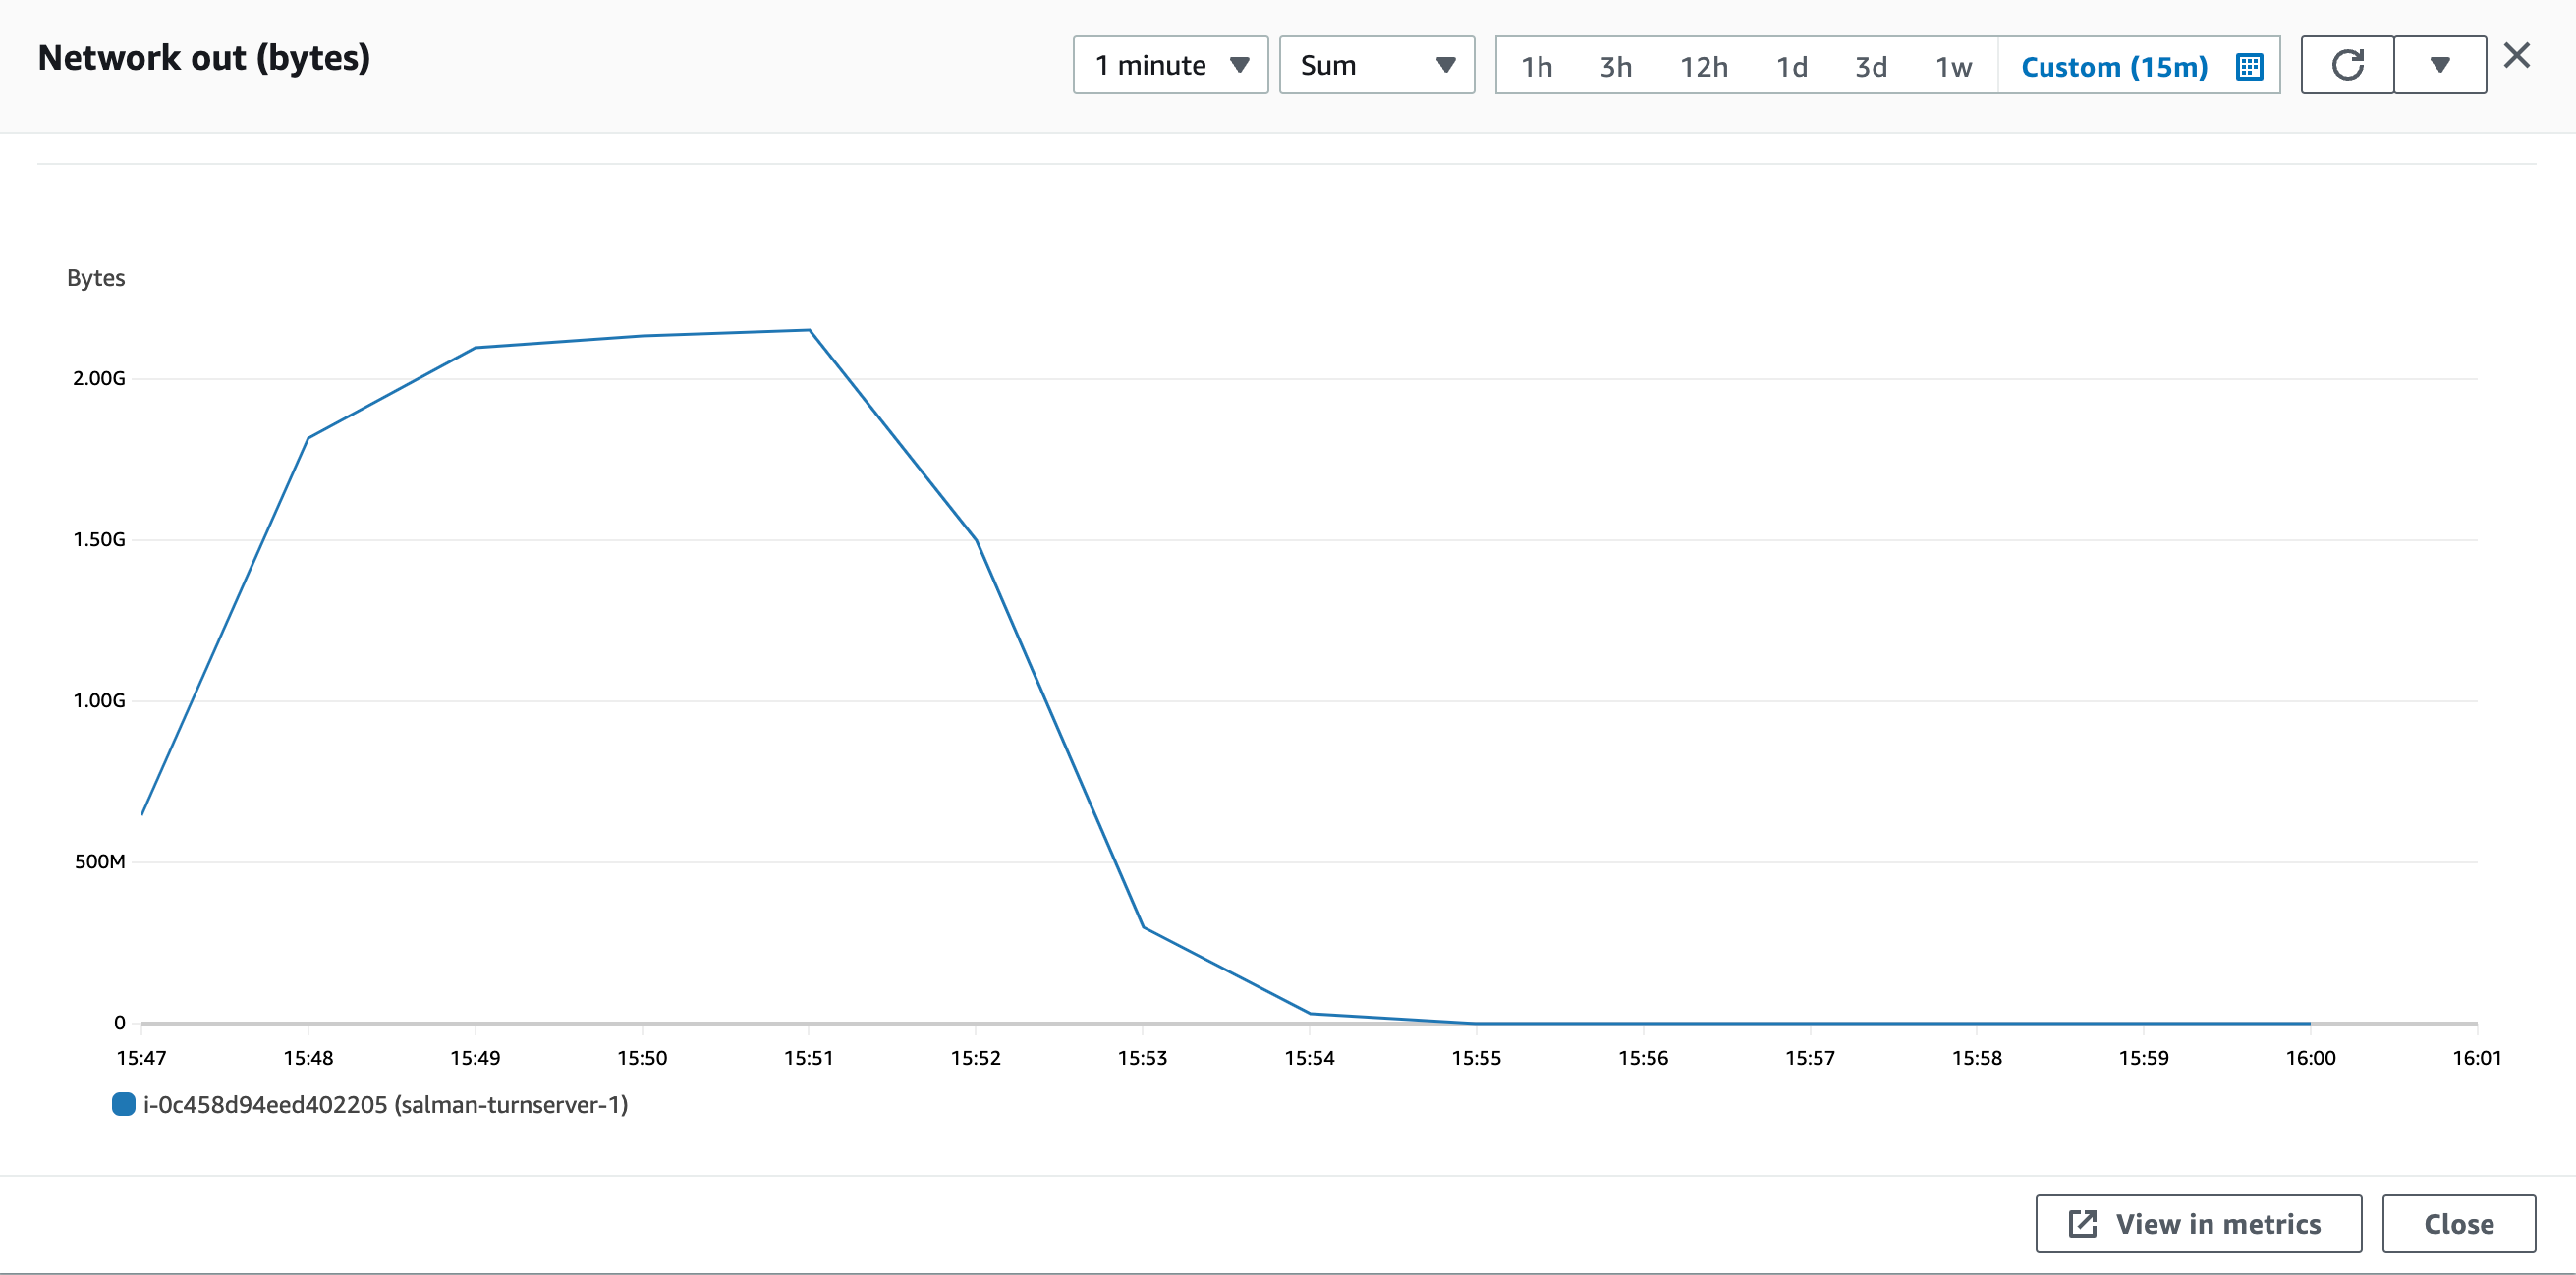 Network out (bytes)
1 minute
Sum
1h 3h 12h 1d 3d 1w Custom (15m)
Bytes
2.00G
1.50G
1.00G
500M
0
15:47 15:48 15:49 15:50 15:51 15:52 15:53 15:54 15:55 15:56 15:57 15:58 15:59 16:00 16:01
i-0c458d94eed402205 (salman-turnserver-1)
View in metrics
Close